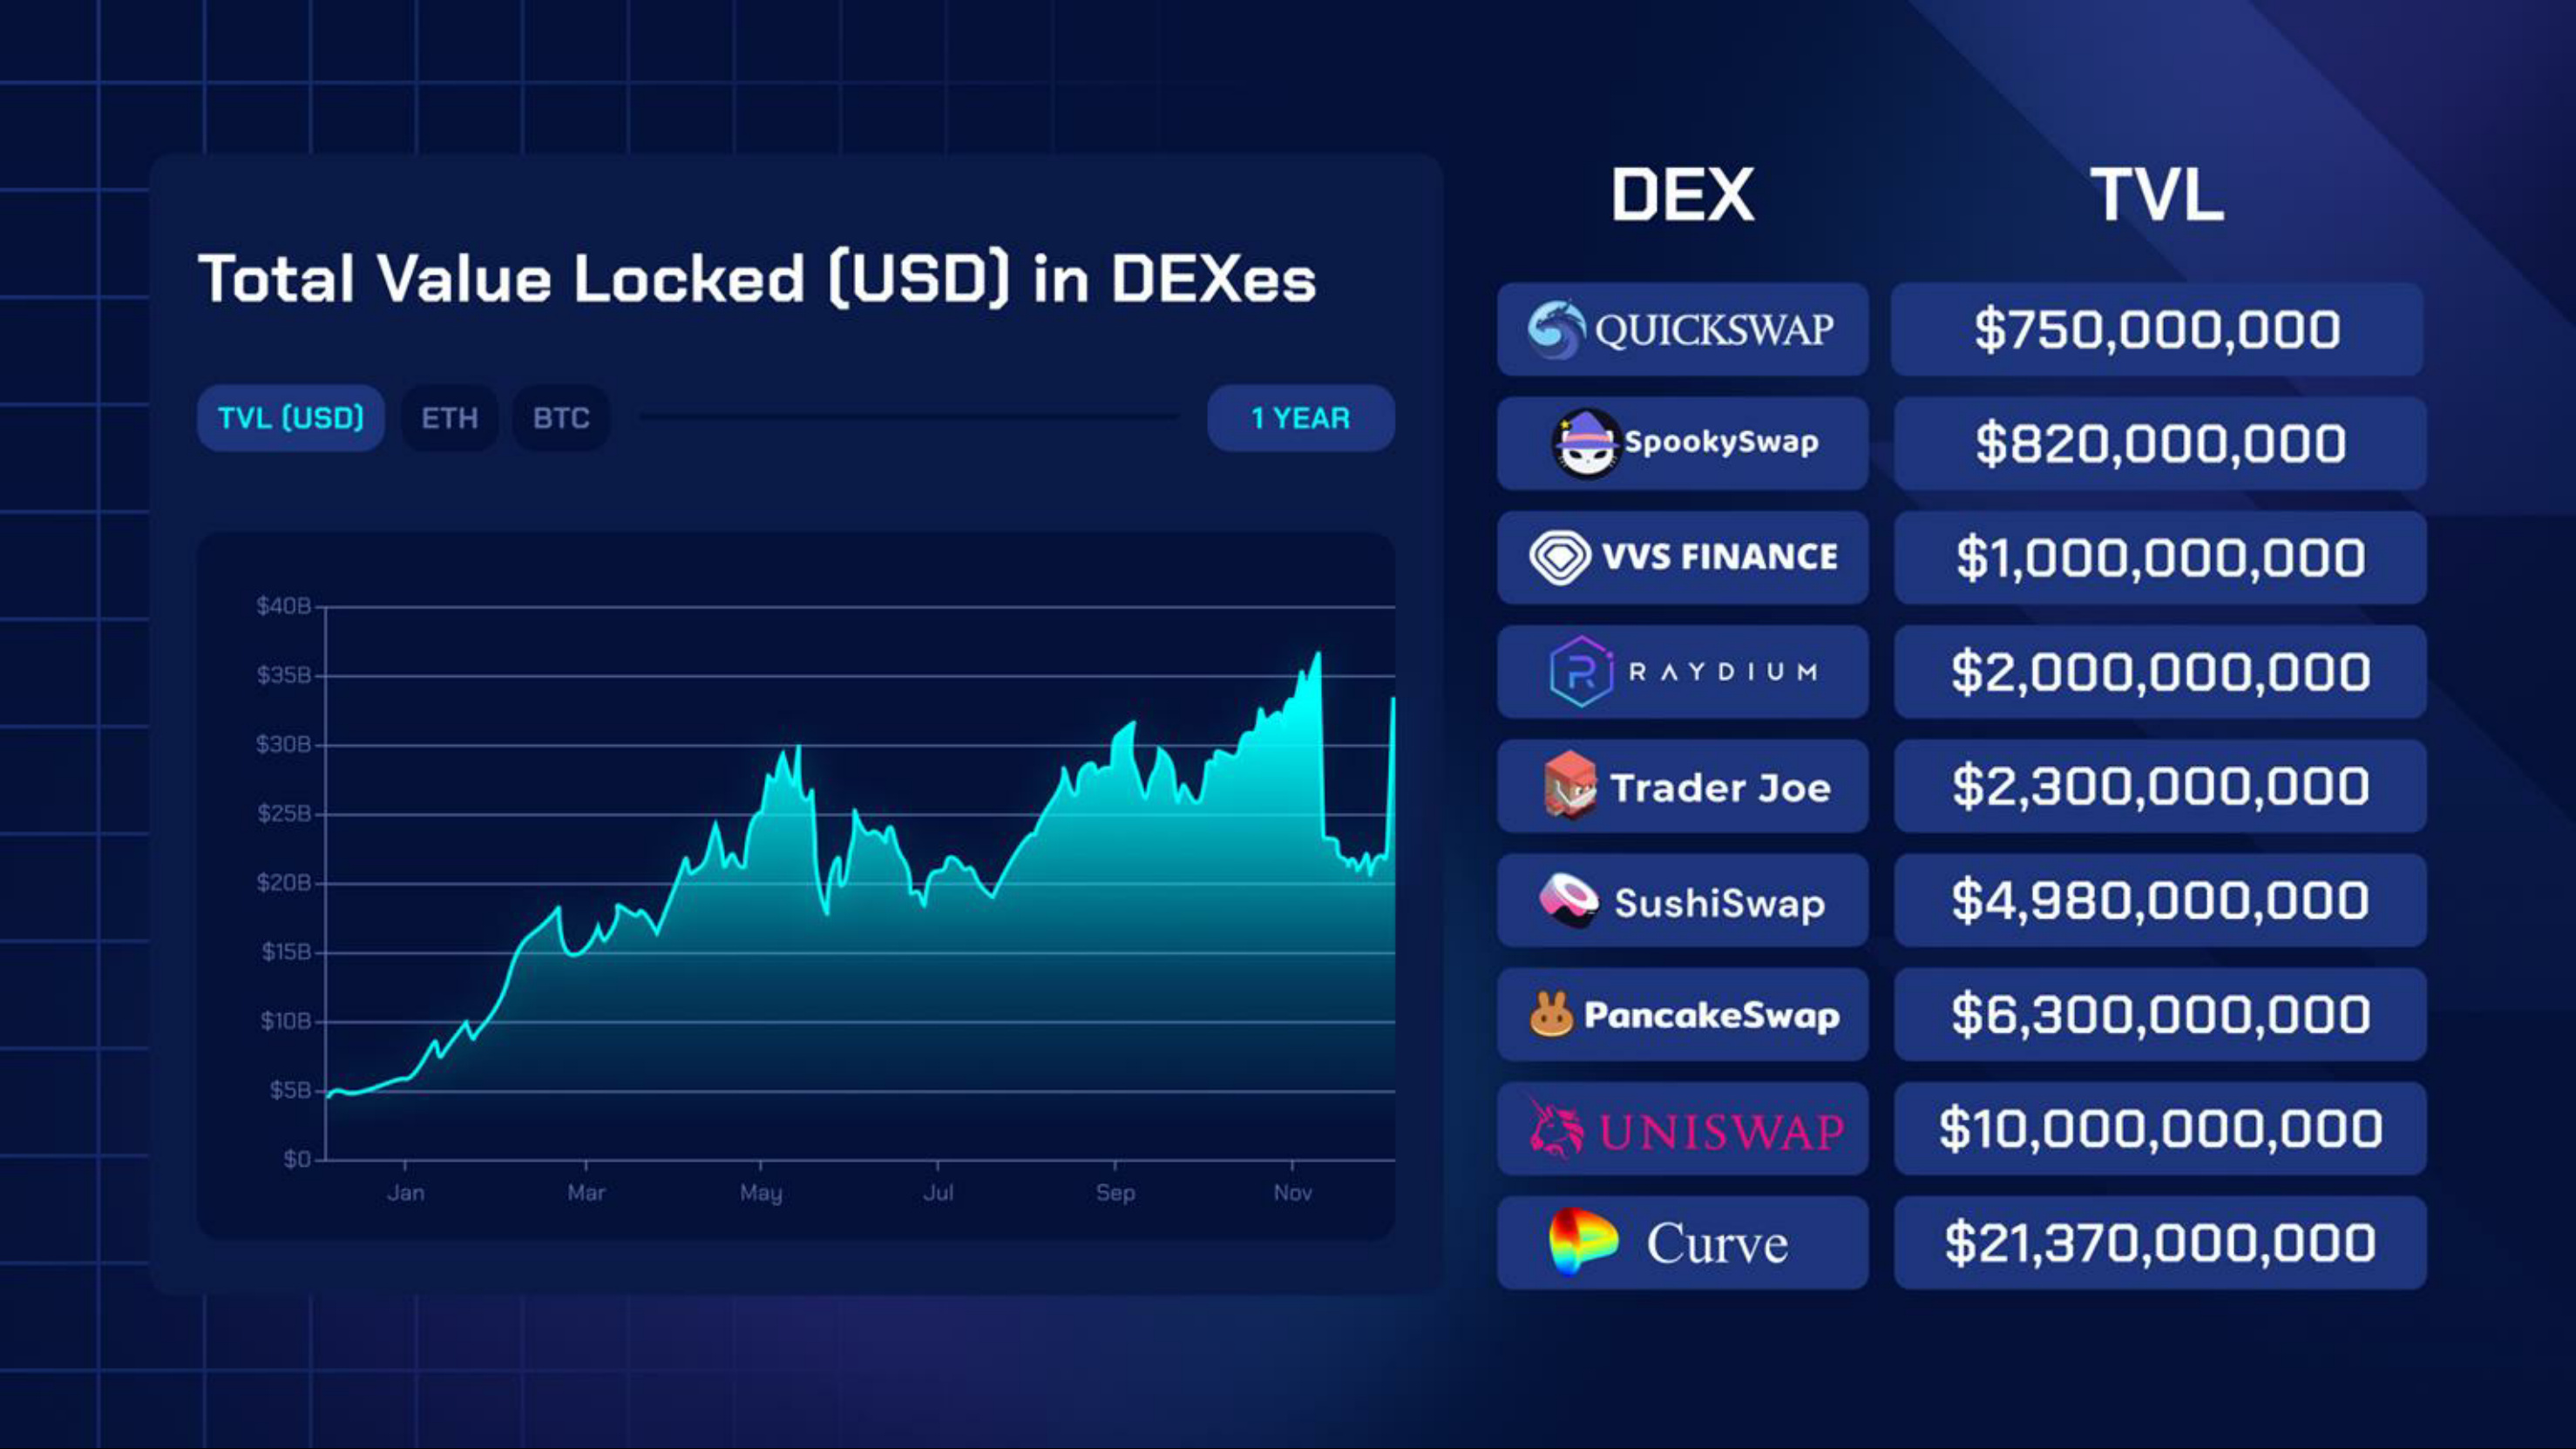 Total Value Locked (USD) in DEXes
TVL (USD) ETH BTC 1 YEAR
$40B
$35B
$30B
$25B
$20B
$15B
$10B
$5B
$0
Jan Mar May Jul Sep Nov
DEX TVL
QUICKSWAP $750,000,000
SpookySwap $820,000,000
VVS FINANCE $1,000,000,000
RAYDIUM $2,000,000,000
Trader Joe $2,300,000,000
SushiSwap $4,980,000,000
PancakeSwap $6,300,000,000
UNISWAP $10,000,000,000
Curve $21,370,000,000